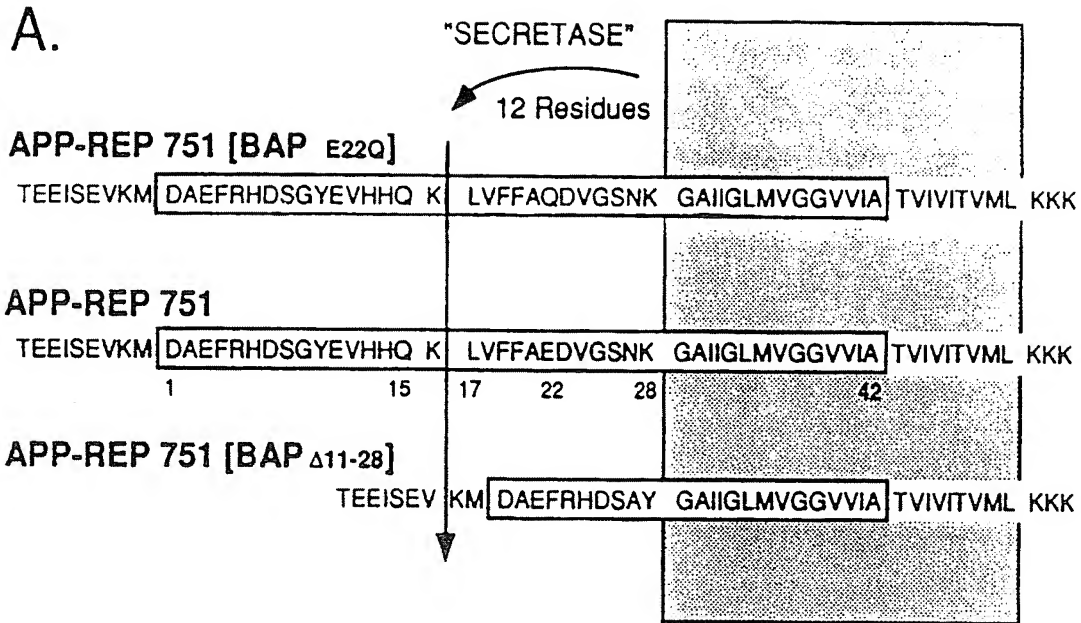 A.
"SECRETASE"
12 Residues
APP-REP 751 [BAP E22Q]
TEEISEVKM DAEFRHDSGYEVHHQ K LVFFAQDVGSNK GAIIGLMVGGVVIA TVIVITVML KKK
APP-REP 751
TEEISEVKM DAEFRHDSGYEVHHQ K LVFFAEDVGSNK GAIIGLMVGGVVIA TVIVITVML KKK
1 15 17 22 28 42
APP-REP 751 [BAP Δ11-28]
TEEISEV KM DAEFRHDSAY GAIIGLMVGGVVIA TVIVITVML KKK